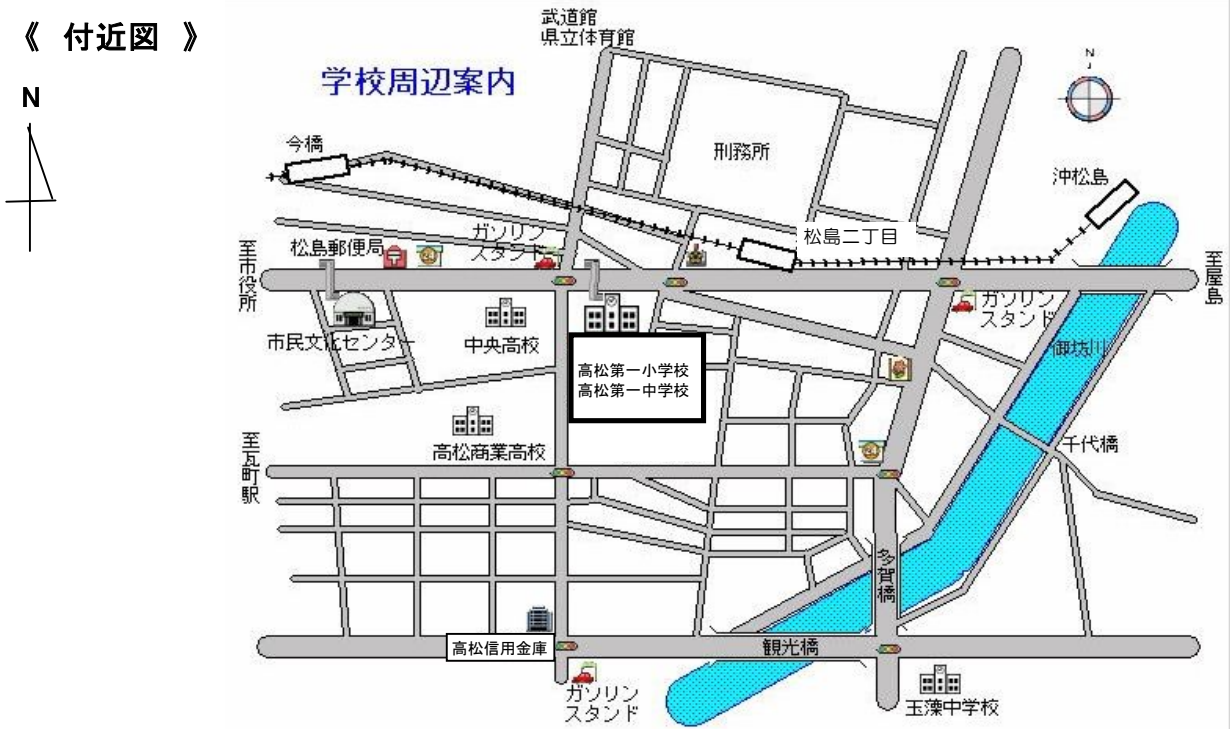 《 付近図 》
N
武道館
県立体育館
学校周辺案内
N
今橋
刑務所
沖松島
松島二丁目
ガソリン
スタンド
松島郵便局
至市役所
至屋島
ガソリン
スタンド
市民文化センター
中央高校
御坊川
高松第一小学校
高松第一中学校
高松商業高校
至瓦町駅
千代橋
多賀橋
高松信用金庫
観光橋
ガソリン
スタンド
玉藻中学校